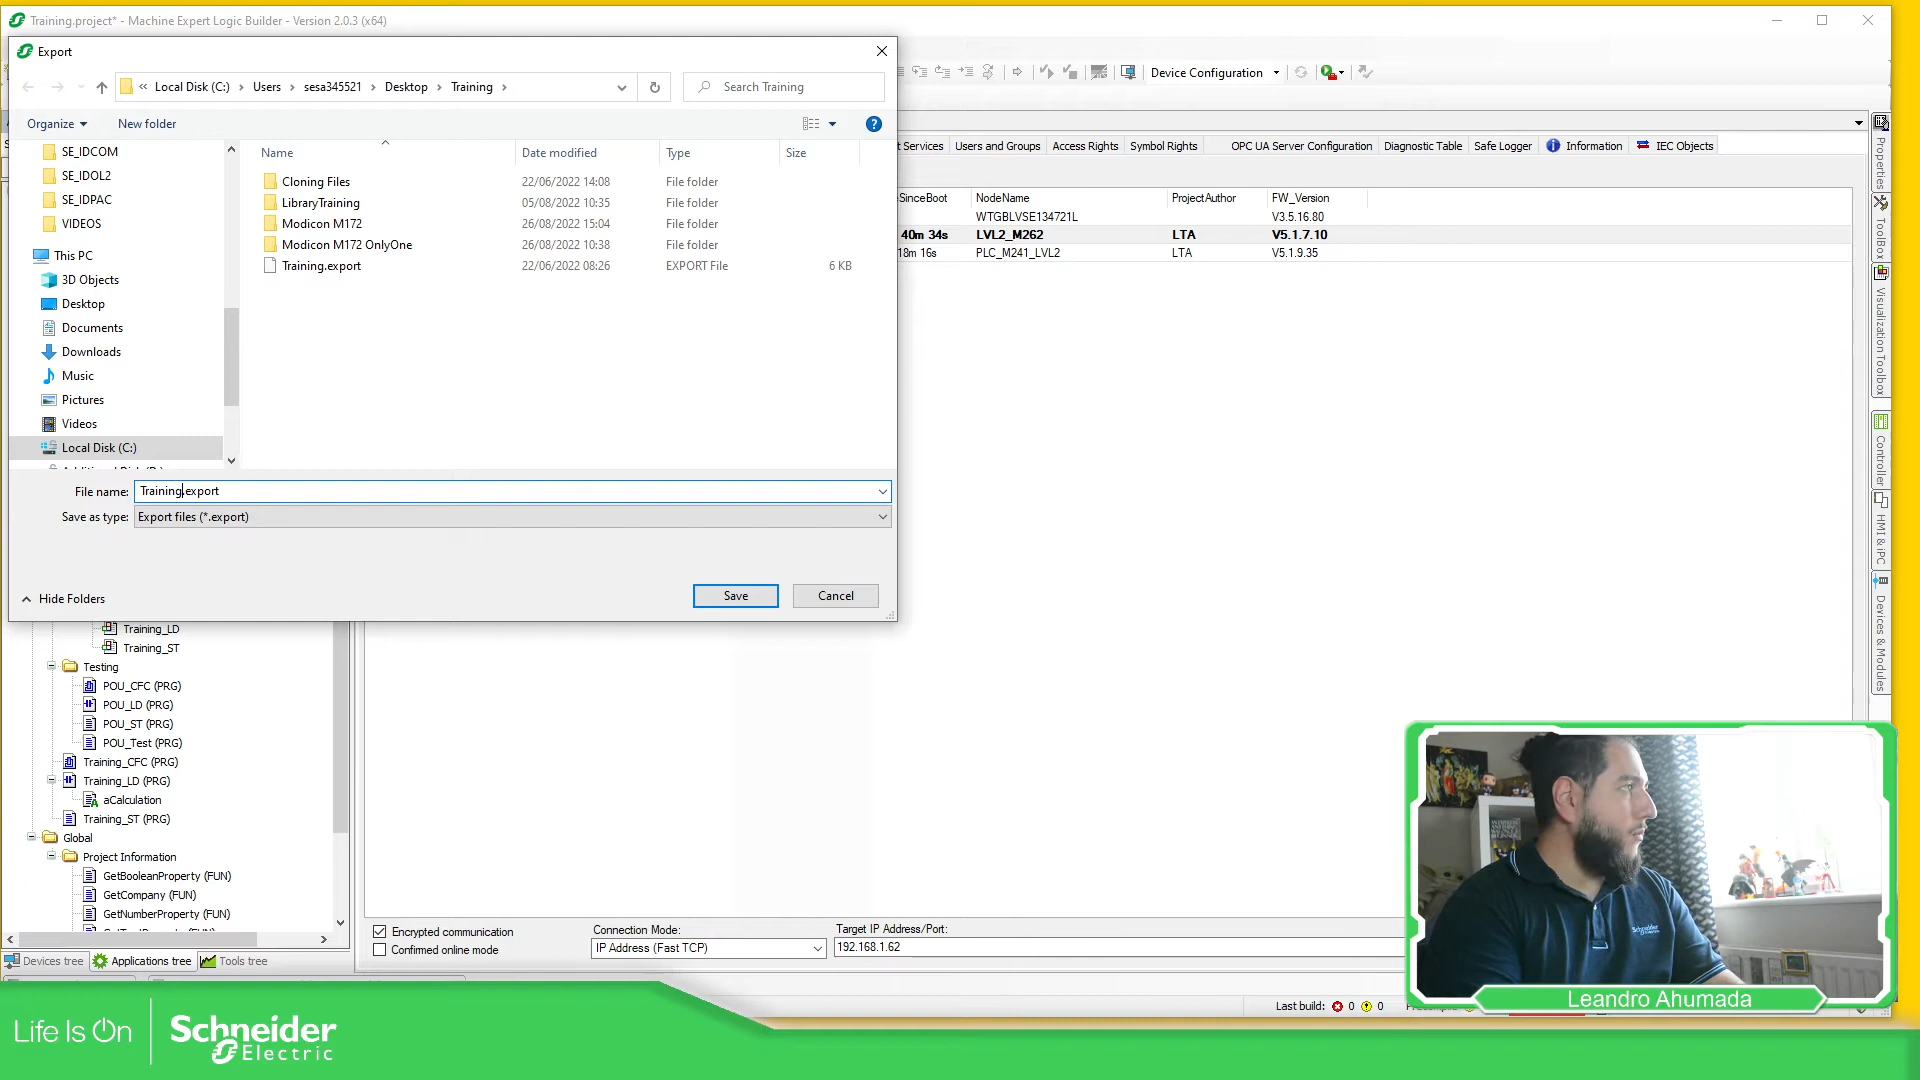 Training.project* - Machine Expert Logic Builder - Version 2.0.3 (x64)
Export
Local Disk (C:) Users sesa345521 Desktop Training
Search Training
Device Configuration
Organize
New folder
SE_IDCOM
SE_IDOL2
SE_IDPAC
VIDEOS
This PC
3D Objects
Desktop
Documents
Downloads
Music
Pictures
Videos
Local Disk (C:)
Name Date modified Type Size
Cloning Files 22/06/2022 14:08 File folder
LibraryTraining 05/08/2022 10:35 File folder
Modicon M172 26/08/2022 15:04 File folder
Modicon M172 OnlyOne 26/08/2022 10:38 File folder
Training.export 22/06/2022 08:26 EXPORT File 6 KB
File name: Training.export
Save as type: Export files (*.export)
Hide Folders
Save
Cancel
t Services Users and Groups Access Rights Symbol Rights OPC UA Server Configuration Diagnostic Table Safe Logger Information IEC Objects
SinceBoot NodeName ProjectAuthor FW_Version
WTGBLVSE134721L V3.5.16.80
40m 34s LVL2_M262 LTA V5.1.7.10
18m 16s PLC_M241_LVL2 LTA V5.1.9.35
Properties
ToolBox
Visualization Toolbox
Controller
HMI & iPC
Devices & Modules
Training_LD
Training_ST
Testing
POU_CFC (PRG)
POU_LD (PRG)
POU_ST (PRG)
POU_Test (PRG)
Training_CFC (PRG)
Training_LD (PRG)
aCalculation
Training_ST (PRG)
Global
Project Information
GetBooleanProperty (FUN)
GetCompany (FUN)
GetNumberProperty (FUN)
Devices tree
Applications tree
Tools tree
Encrypted communication
Confirmed online mode
Connection Mode:
IP Address (Fast TCP)
Target IP Address/Port:
192.168.1.62
Last build: 0 0
Schneider
Leandro Ahumada
Life Is On
Schneider
Electric